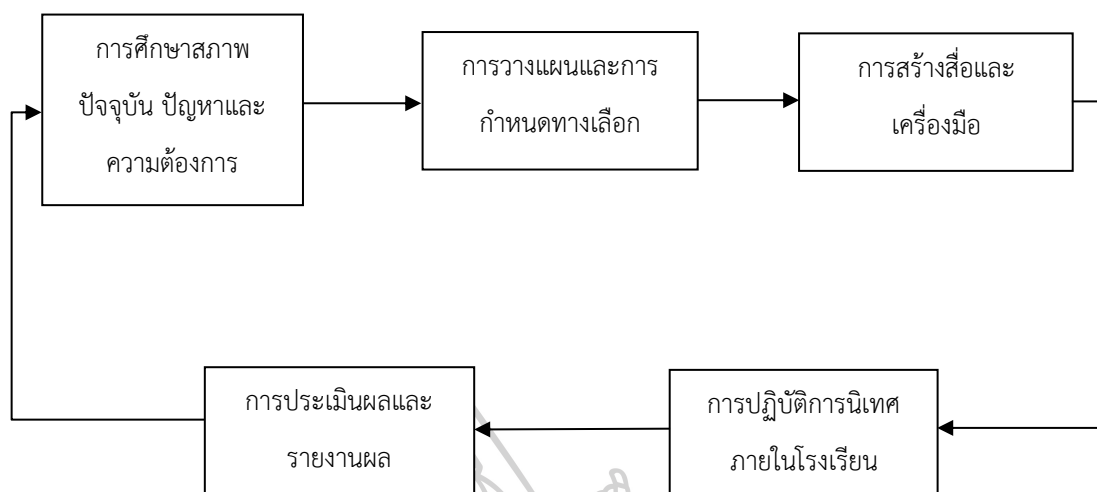 การศึกษาสภาพ
ปัจจุบัน ปัญหาและ
ความต้องการ
การวางแผนและการ
กำหนดทางเลือก
การสร้างสื่อและ
เครื่องมือ
การปฏิบัติการนิเทศ
ภายในโรงเรียน
การประเมินผลและ
รายงานผล